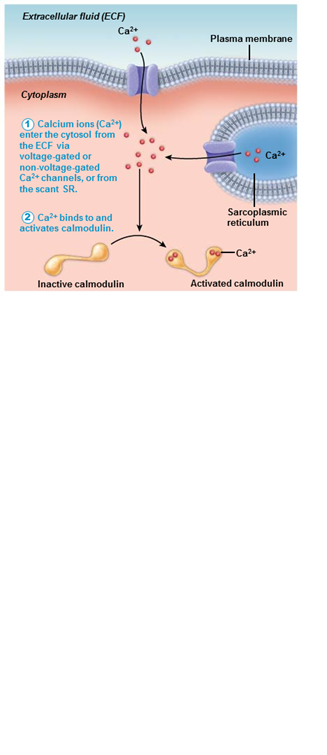 Extracellular fluid (ECF)
Ca²⁺
Plasma membrane
Cytoplasm
① Calcium ions (Ca²⁺)
enter the cytosol from
the ECF via
voltage-gated or
non-voltage-gated
Ca²⁺ channels, or from
the scant SR.
Ca²⁺
Sarcoplasmic
reticulum
② Ca²⁺ binds to and
activates calmodulin.
Ca²⁺
Inactive calmodulin
Activated calmodulin